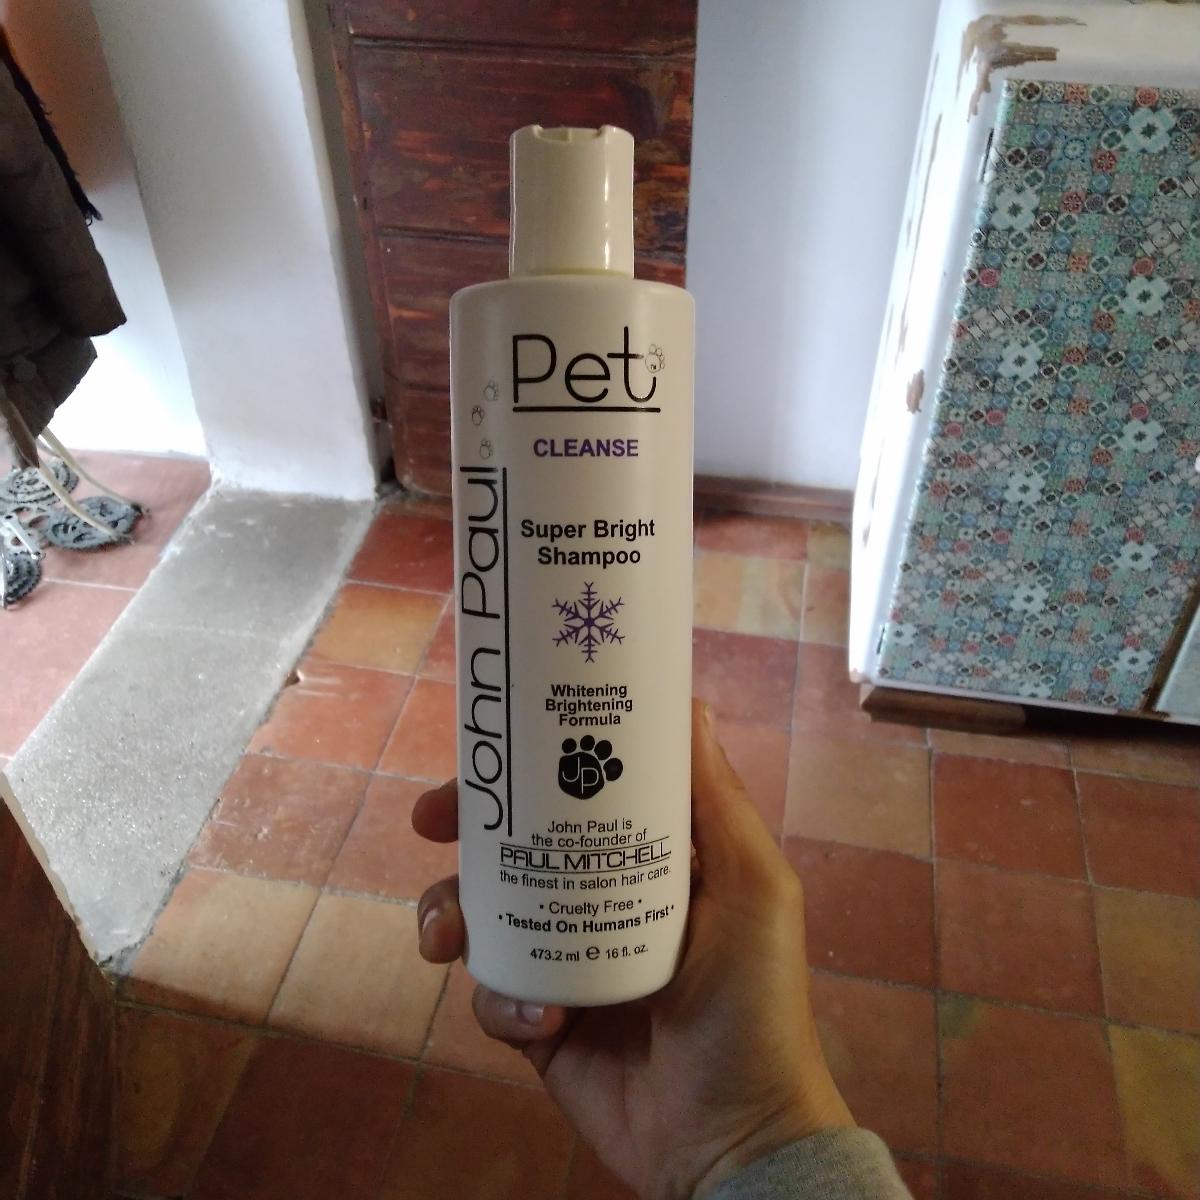 Pet
TM
CLEANSE
John Paul
Super Bright
Shampoo
Whitening
Brightening
Formula
JP
John Paul is
the co-founder of
PAUL MITCHELL
the finest in salon hair care.
• Cruelty Free •
• Tested On Humans First •
473.2 ml ℮ 16 fl. oz.